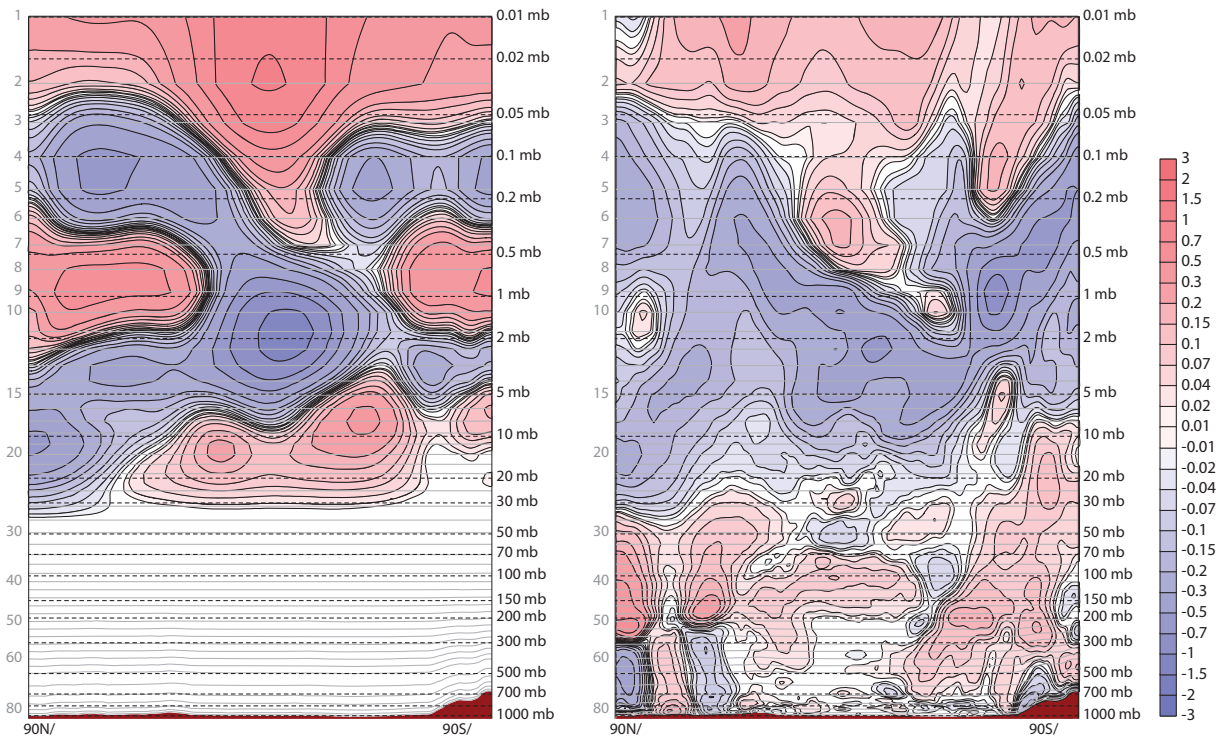 1 0.01 mb 1 0.01 mb
0.02 mb 0.02 mb
2 2
3 0.05 mb 3 0.05 mb
4 0.1 mb 4 0.1 mb
5 0.2 mb 5 0.2 mb
6 6
7 0.5 mb 7 0.5 mb
8 8
9 1 mb 9 1 mb
10 10
2 mb 2 mb
15 5 mb 15 5 mb
10 mb 10 mb
20 20
20 mb 20 mb
30 mb 30 mb
30 50 mb 30 50 mb
70 mb 70 mb
40 100 mb 40 100 mb
150 mb 150 mb
50 200 mb 50 200 mb
300 mb 300 mb
60 60
500 mb 500 mb
700 mb 700 mb
80 1000 mb 80 1000 mb
90N/ 90S/ 90N/ 90S/
3
2
1.5
1
0.7
0.5
0.3
0.2
0.15
0.1
0.07
0.04
0.02
0.01
-0.01
-0.02
-0.04
-0.07
-0.1
-0.15
-0.2
-0.3
-0.5
-0.7
-1
-1.5
-2
-3